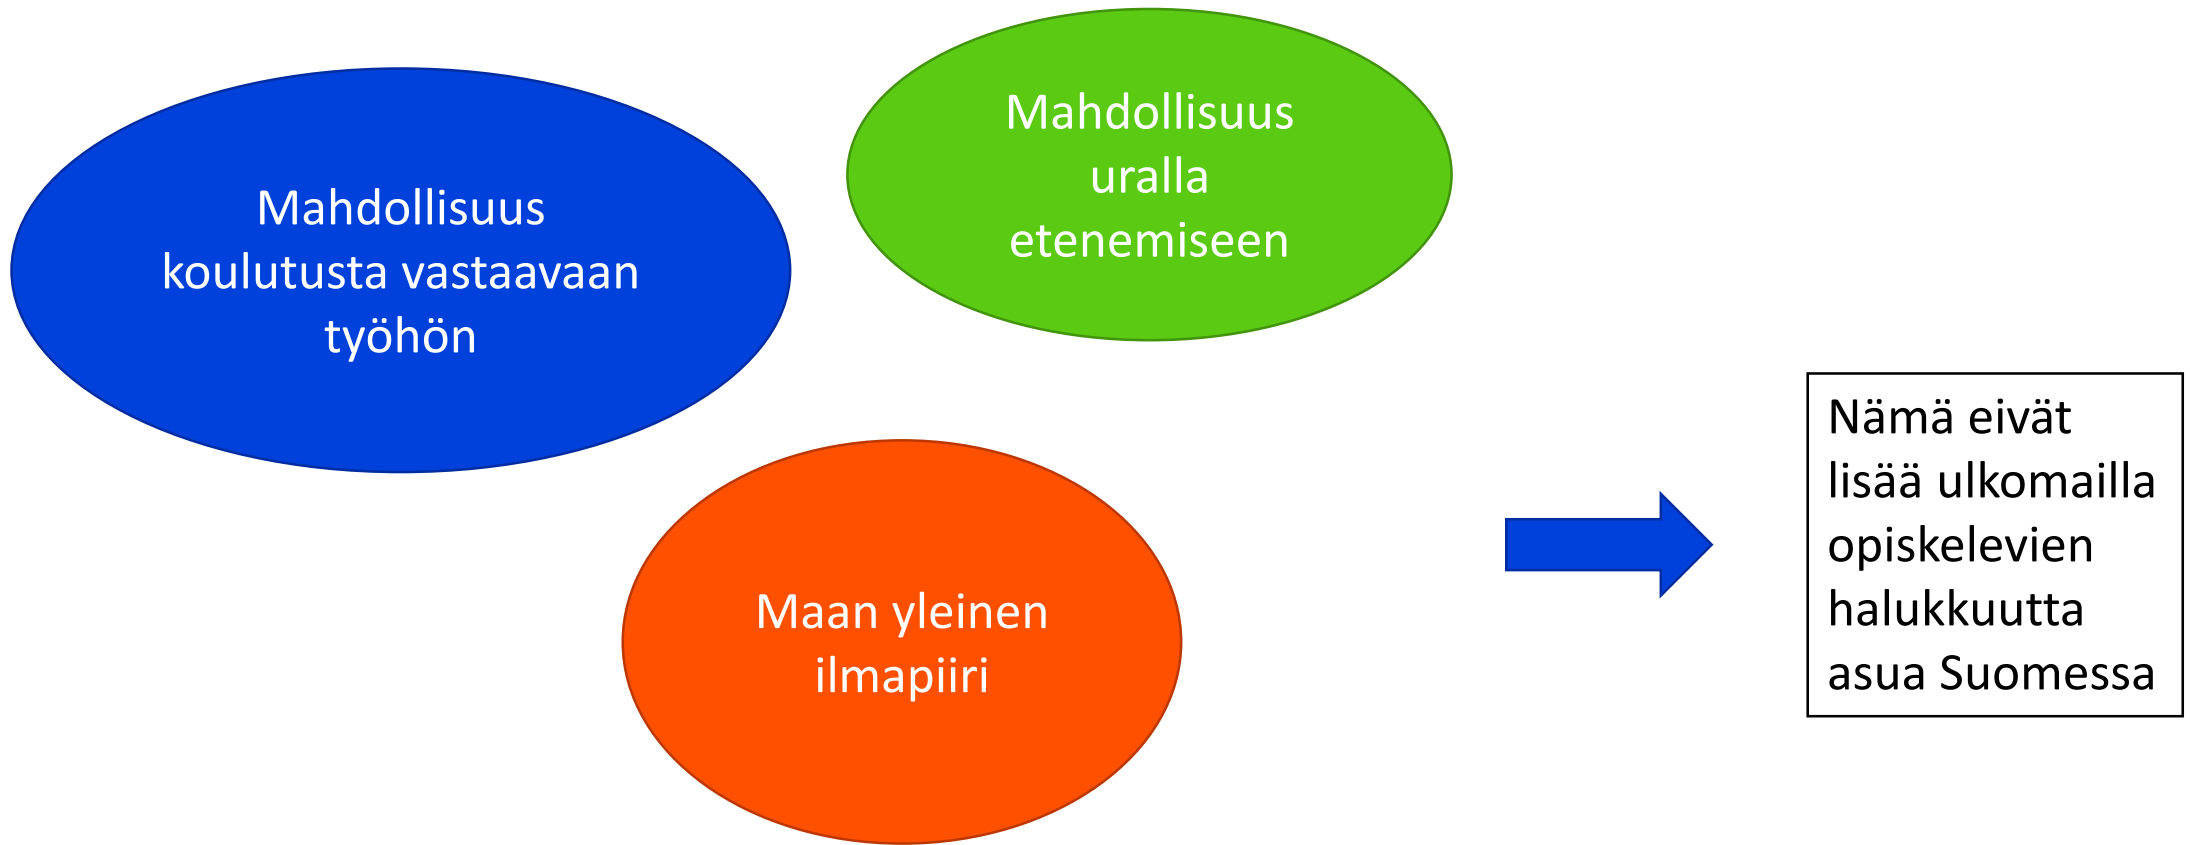 Mahdollisuus
koulutusta vastaavaan
työhön
Mahdollisuus
uralla
etenemiseen
Maan yleinen
ilmapiiri
Nämä eivät
lisää ulkomailla
opiskelevien
halukkuutta
asua Suomessa